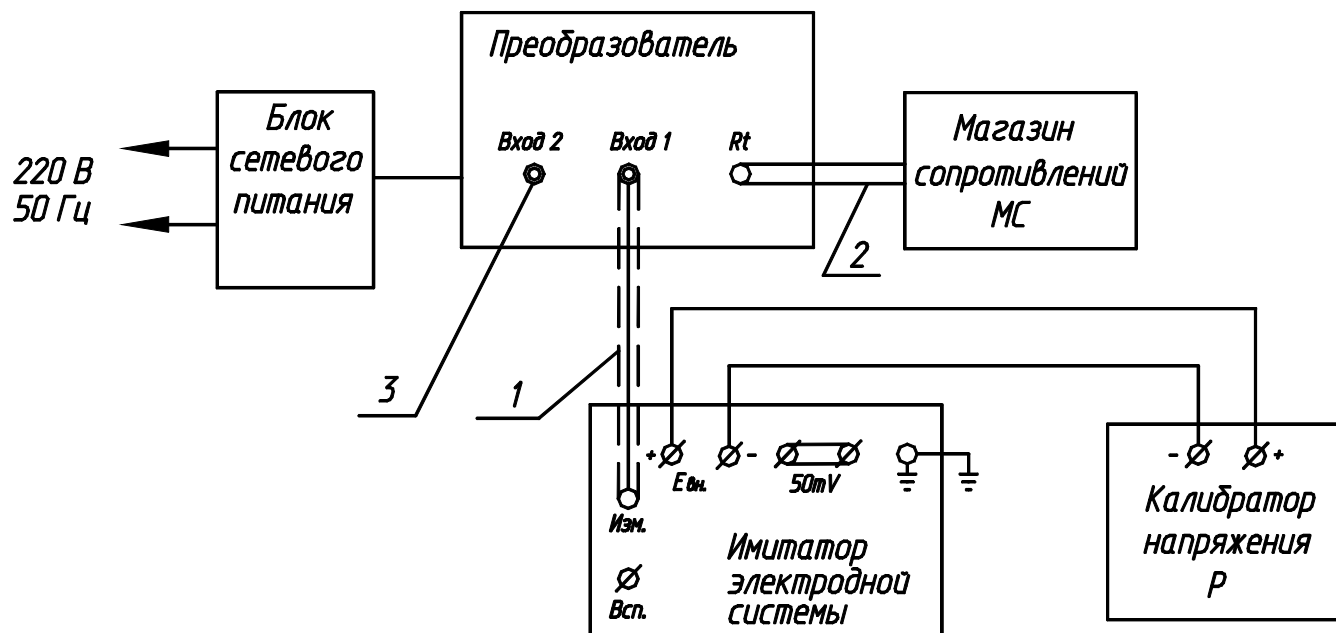 Преобразователь
Блок
сетевого
питания
220 В
50 Гц
Вход 2
Вход 1
Rt
Магазин
сопротивлений
МС
2
3
1
+
-
Eвн.
50mV
-
+
Изм.
Всп.
Имитатор
электродной
системы
Калибратор
напряжения
Р